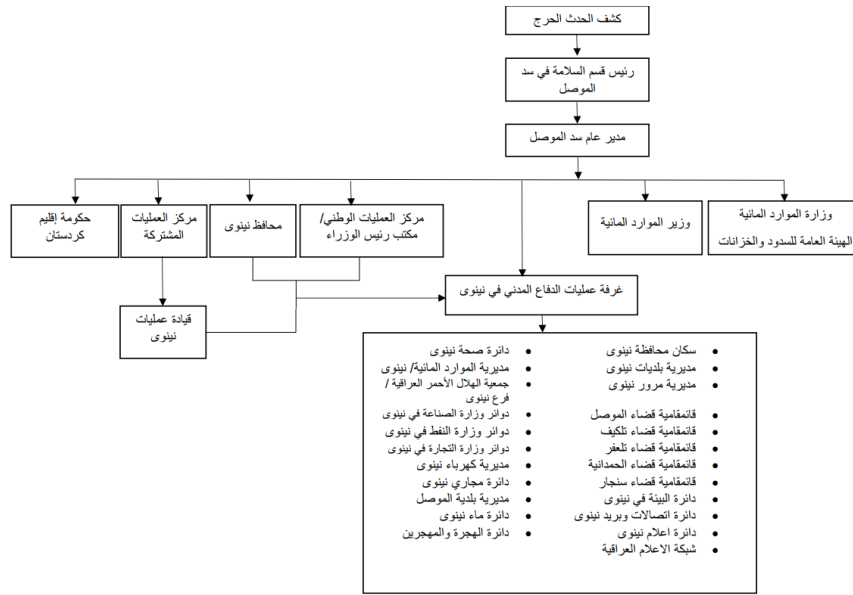 كشف الحدث الحرج
رئيس قسم السلامة في سد
الموصل
مدير عام سد الموصل
وزارة الموارد المائية
الهيئة العامة للسدود والخزانات
وزير الموارد المائية
مركز العمليات الوطني/
مكتب رئيس الوزراء
محافظ نينوى
مركز العمليات
المشتركة
حكومة إقليم
كردستان
غرفة عمليات الدفاع المدني في نينوى
قيادة عمليات
نينوى
• سكان محافظة نينوى
• مديرية بلديات نينوى
• مديرية مرور نينوى
• قائمقامية قضاء الموصل
• قائمقامية قضاء تلكيف
• قائمقامية قضاء تلعفر
• قائمقامية قضاء الحمدانية
• قائمقامية قضاء سنجار
• دائرة البيئة في نينوى
• دائرة اتصالات وبريد نينوى
• دائرة اعلام نينوى
• شبكة الاعلام العراقية
• دائرة صحة نينوى
• مديرية الموارد المائية/ نينوى
• جمعية الهلال الأحمر العراقية /
فرع نينوى
• دوائر وزارة الصناعة في نينوى
• دوائر وزارة النفط في نينوى
• دوائر وزارة التجارة في نينوى
• مديرية كهرباء نينوى
• دائرة مجاري نينوى
• مديرية بلدية الموصل
• دائرة ماء نينوى
• دائرة الهجرة والمهجرين